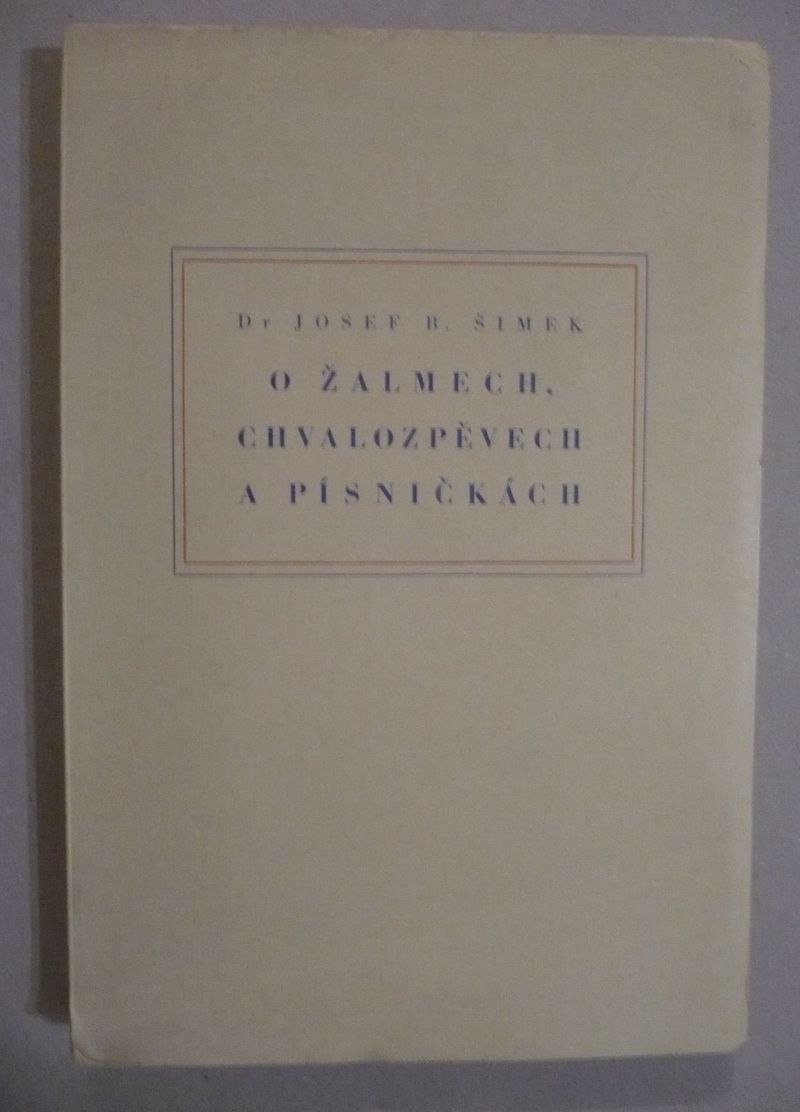 Dr JOSEF B. ŠIMEK
O ŽALMECH,
CHVALOZPĚVECH
A PÍSNIČKÁCH